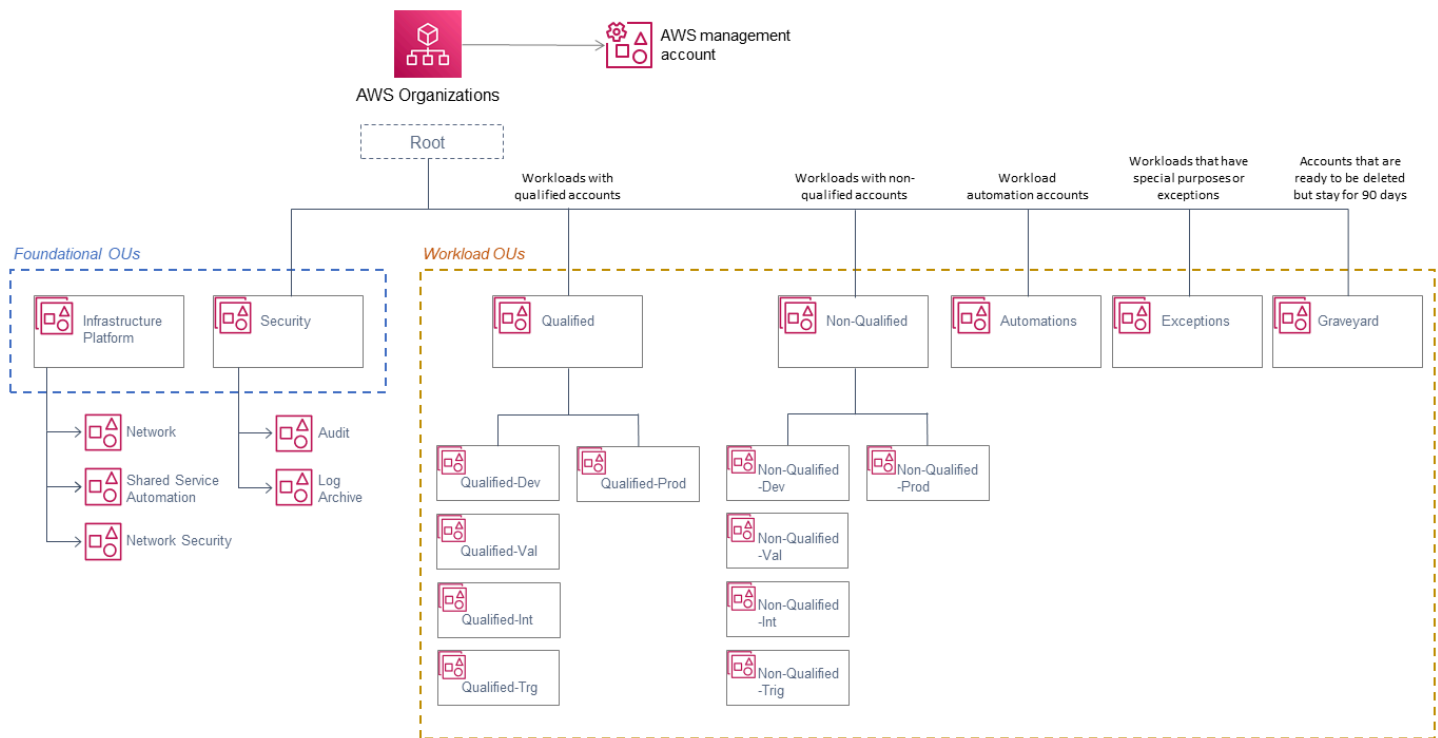 AWS management
account
AWS Organizations
Root
Workloads with
qualified accounts
Workloads with non-
qualified accounts
Workload
automation accounts
Workloads that have
special purposes or
exceptions
Accounts that are
ready to be deleted
but stay for 90 days
Foundational OUs
Workload OUs
Infrastructure
Platform
Security
Qualified
Non-Qualified
Automations
Exceptions
Graveyard
Network
Shared Service
Automation
Network Security
Audit
Log
Archive
Qualified-Dev
Qualified-Prod
Qualified-Val
Qualified-Int
Qualified-Trg
Non-Qualified
-Dev
Non-Qualified
-Prod
Non-Qualified
-Val
Non-Qualified
-Int
Non-Qualified
-Trig